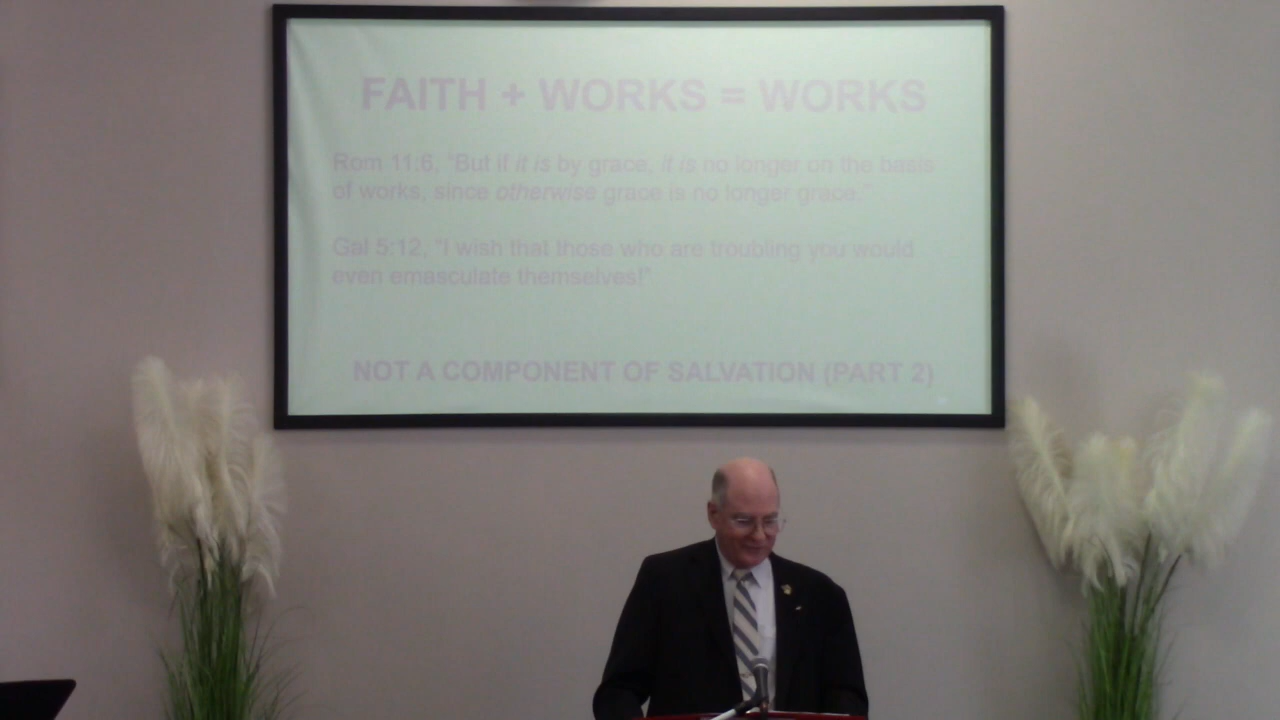 FAITH + WORKS = WORKS
Rom 11:6, "But if it is by grace, it is no longer on the basis
of works, since otherwise grace is no longer grace."
Gal 5:12, "I wish that those who are troubling you would
even emasculate themselves!"
NOT A COMPONENT OF SALVATION (PART 2)